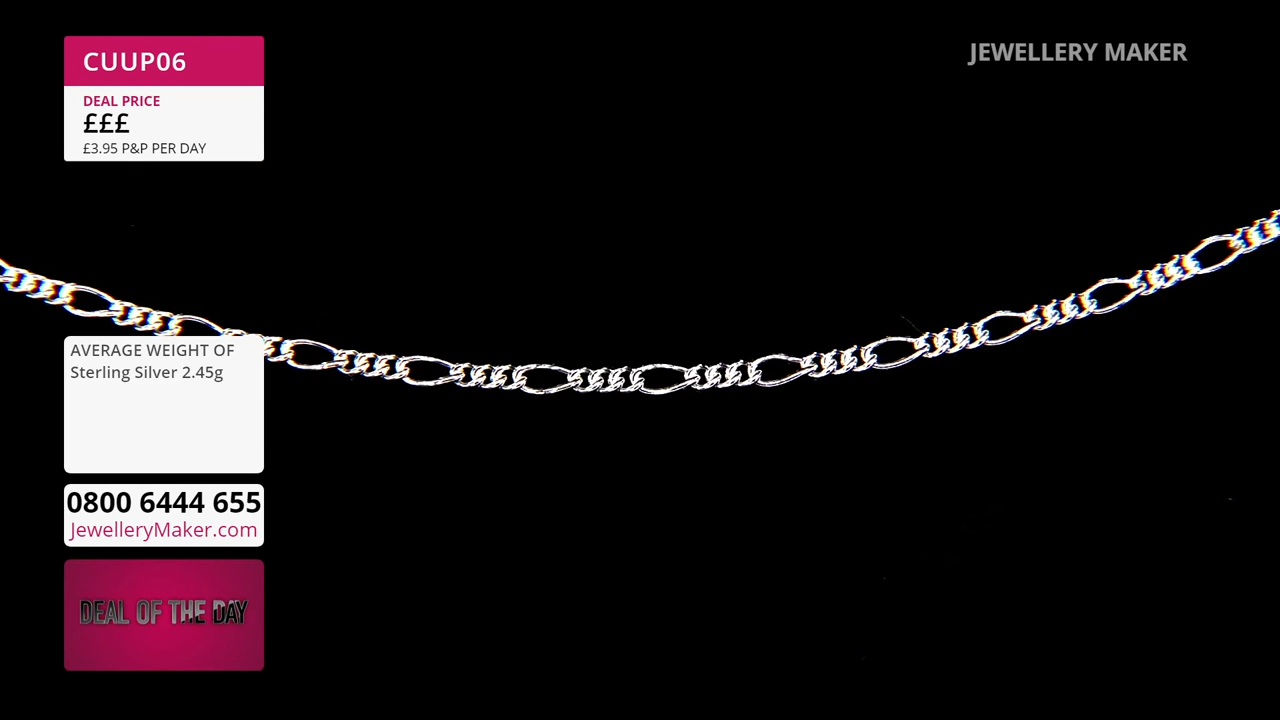 CUUP06
DEAL PRICE
£££
£3.95 P&P PER DAY
JEWELLERY MAKER
AVERAGE WEIGHT OF
Sterling Silver 2.45g
0800 6444 655
JewelleryMaker.com
DEAL OF THE DAY